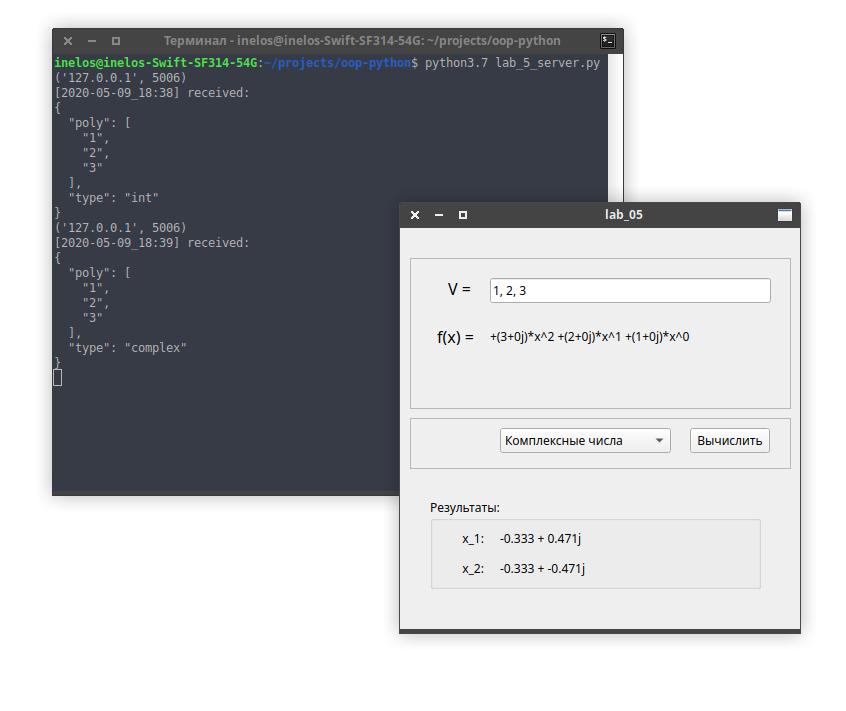 Терминал - inelos@inelos-Swift-SF314-54G: ~/projects/oop-python
inelos@inelos-Swift-SF314-54G:~/projects/oop-python$ python3.7 lab_5_server.py
('127.0.0.1', 5006)
[2020-05-09_18:38] received:
{
"poly": [
"1",
"2",
"3"
],
"type": "int"
}
('127.0.0.1', 5006)
[2020-05-09_18:39] received:
{
"poly": [
"1",
"2",
"3"
],
"type": "complex"
}
lab_05
V = 1, 2, 3
f(x) = +(3+0j)*x^2 +(2+0j)*x^1 +(1+0j)*x^0
Комплексные числа Вычислить
Результаты:
x_1: -0.333 + 0.471j
x_2: -0.333 + -0.471j